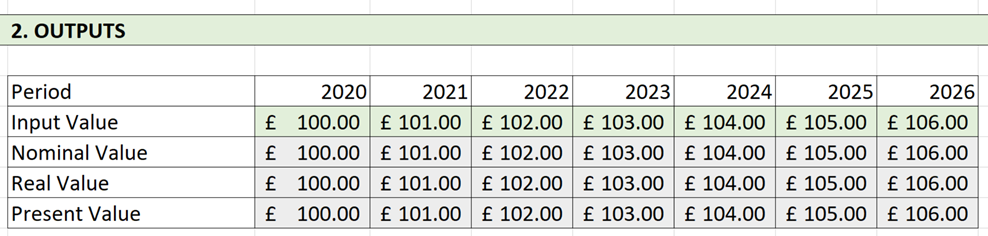 2. OUTPUTS
Period 2020 2021 2022 2023 2024 2025 2026
Input Value £ 100.00 £ 101.00 £ 102.00 £ 103.00 £ 104.00 £ 105.00 £ 106.00
Nominal Value £ 100.00 £ 101.00 £ 102.00 £ 103.00 £ 104.00 £ 105.00 £ 106.00
Real Value £ 100.00 £ 101.00 £ 102.00 £ 103.00 £ 104.00 £ 105.00 £ 106.00
Present Value £ 100.00 £ 101.00 £ 102.00 £ 103.00 £ 104.00 £ 105.00 £ 106.00